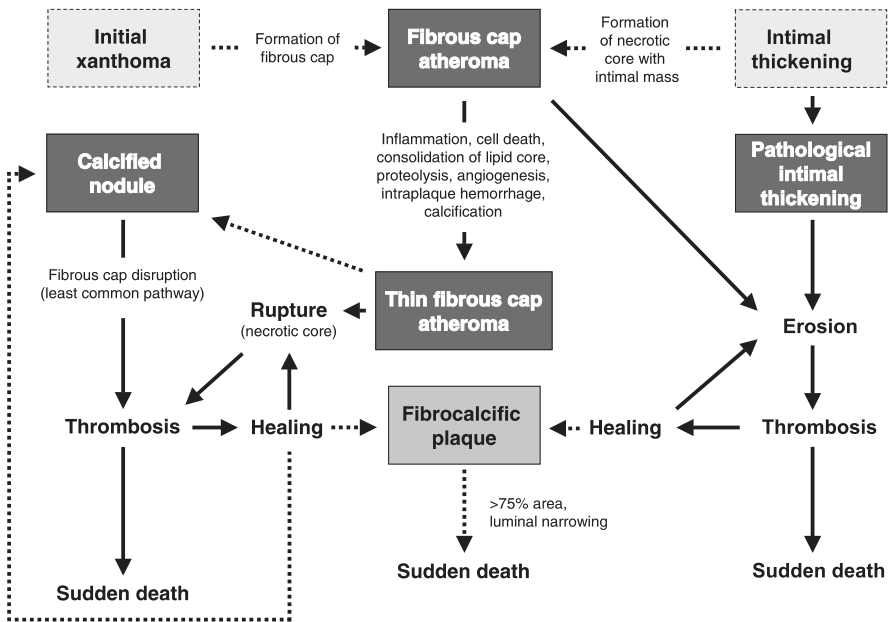 Initial
xanthoma
Formation of
fibrous cap
Fibrous cap
atheroma
Formation
of necrotic
core with
intimal mass
Intimal
thickening
Calcified
nodule
Inflammation, cell death,
consolidation of lipid core,
proteolysis, angiogenesis,
intraplaque hemorrhage,
calcification
Pathological
intimal
thickening
Fibrous cap disruption
(least common pathway)
Rupture
(necrotic core)
Thin fibrous cap
atheroma
Erosion
Thrombosis
Healing
Fibrocalcific
plaque
Healing
Thrombosis
>75% area,
luminal narrowing
Sudden death
Sudden death
Sudden death